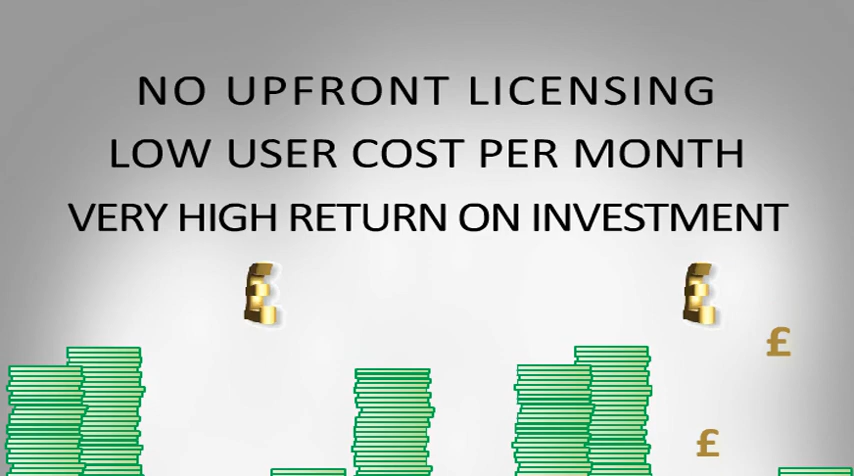 NO UPFRONT LICENSING
LOW USER COST PER MONTH
VERY HIGH RETURN ON INVESTMENT
£ £
£
£